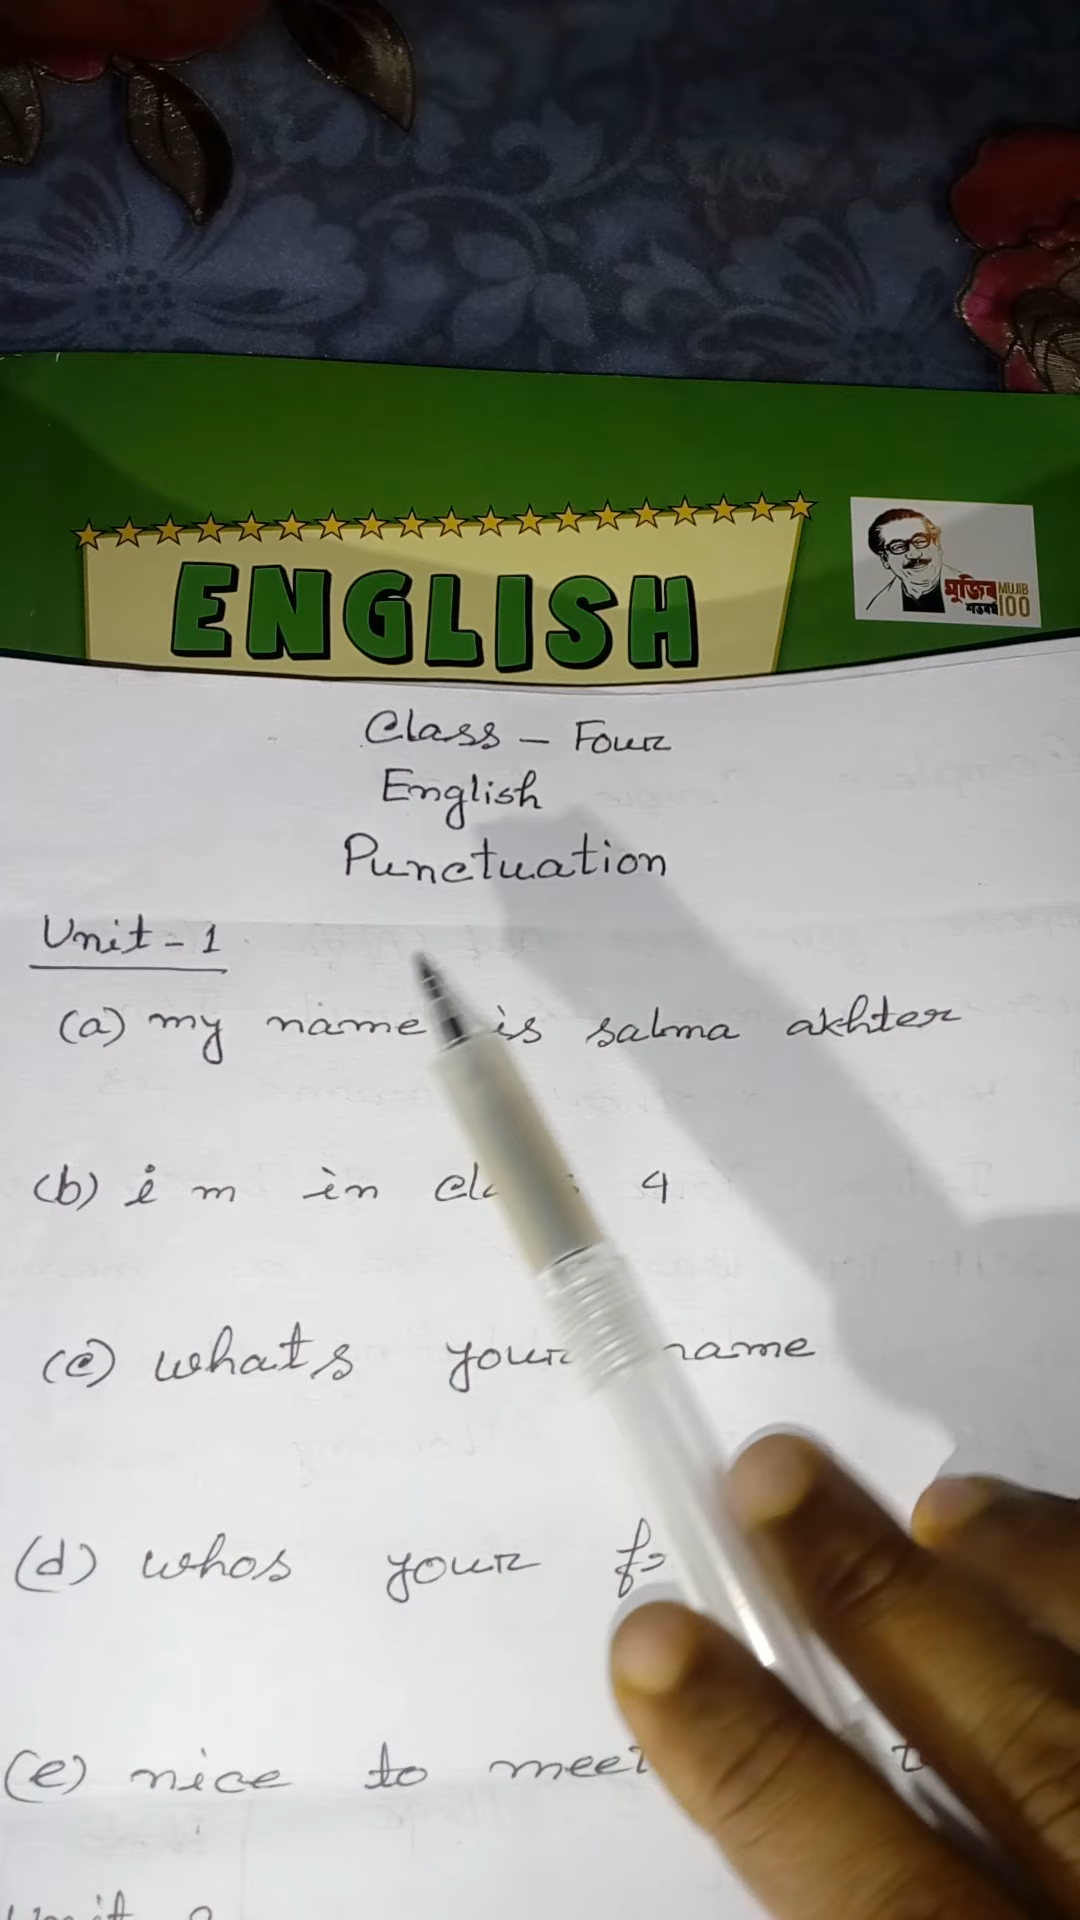 ENGLISH
মুজিব MUJIB
শতবর্ষ 100
Class - Four
English
Punctuation
Unit - 1
(a) my name is salma akhter
(b) i m in 4
(c) whats your name
(d) whos your
(e) nice to meet